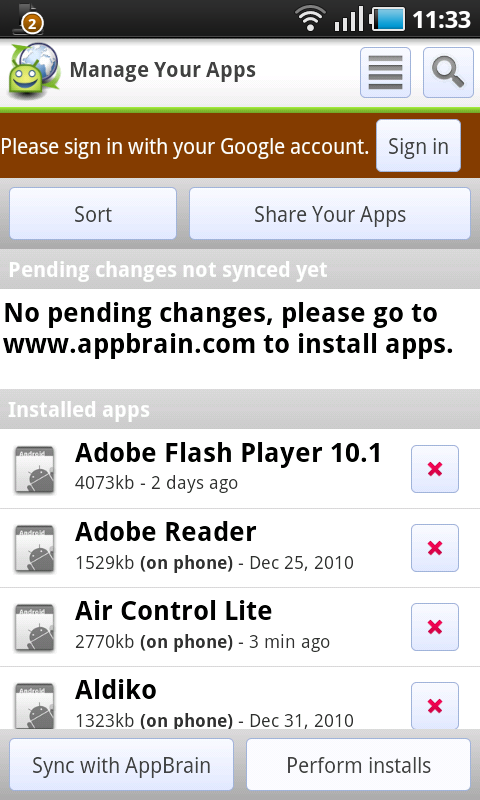 2
11:33
Manage Your Apps
Please sign in with your Google account. Sign in
Sort Share Your Apps
Pending changes not synced yet
No pending changes, please go to
www.appbrain.com to install apps.
Installed apps
Android
Adobe Flash Player 10.1
4073kb - 2 days ago
Android
Adobe Reader
1529kb (on phone) - Dec 25, 2010
Android
Air Control Lite
2770kb (on phone) - 3 min ago
Android
Aldiko
1323kb (on phone) - Dec 31, 2010
Sync with AppBrain Perform installs